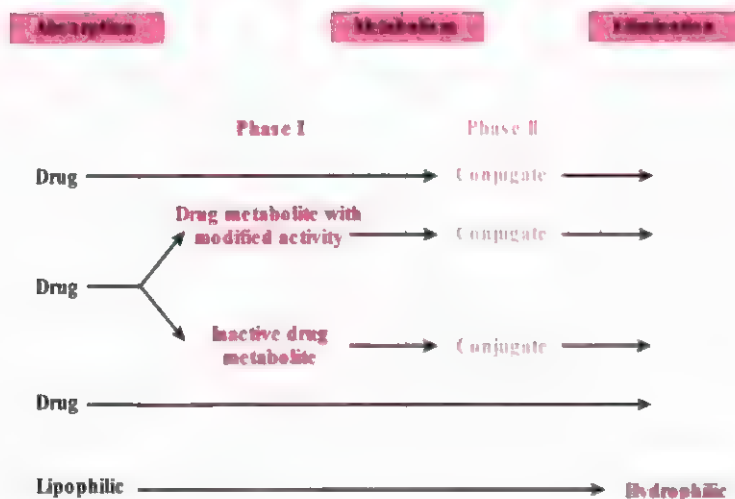 Absorption Metabolism Elimination
Phase I Phase II
Drug Conjugate
Drug metabolite with
modified activity Conjugate
Drug
Inactive drug
metabolite Conjugate
Drug
Lipophilic Hydrophilic